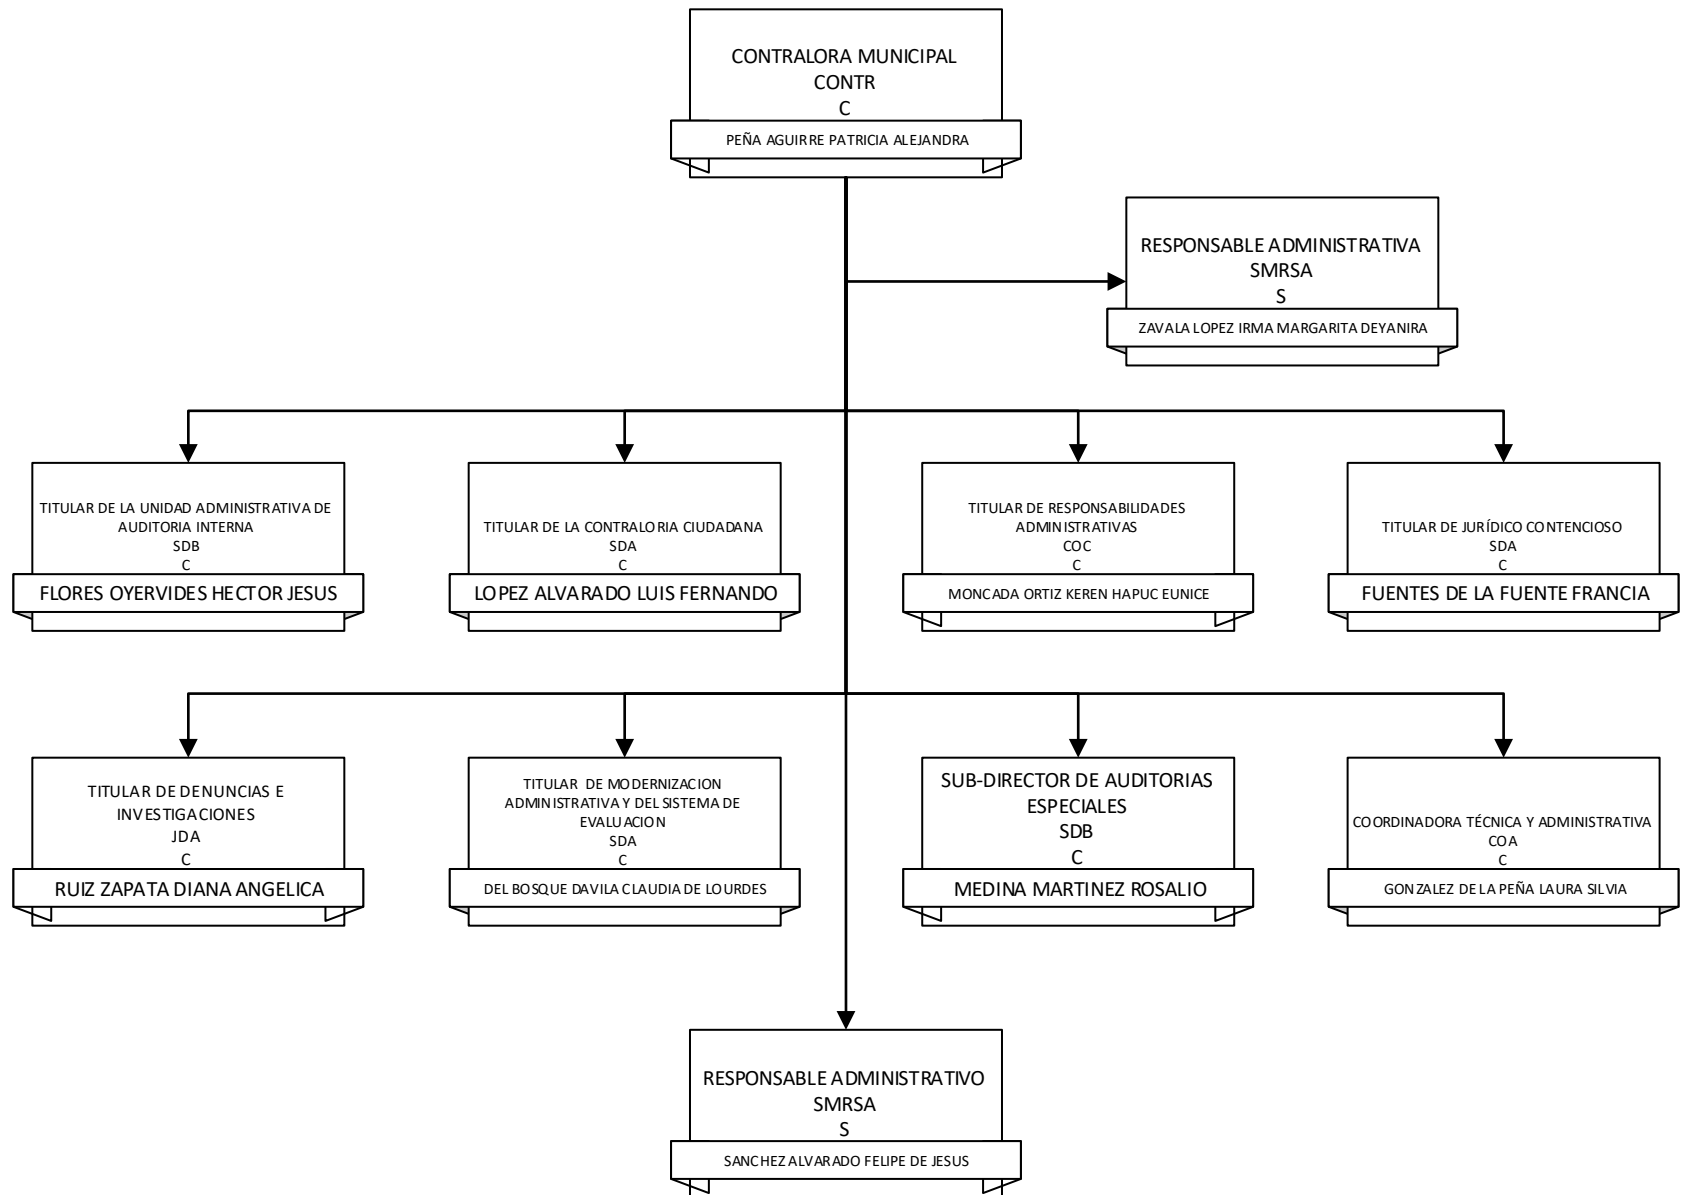 CONTRALORA MUNICIPAL
CONTR
C
PEÑA AGUIRRE PATRICIA ALEJANDRA
RESPONSABLE ADMINISTRATIVA
SMRSA
S
ZAVALA LOPEZ IRMA MARGARITA DEYANIRA
TITULAR DE LA UNIDAD ADMINISTRATIVA DE
AUDITORIA INTERNA
SDB
C
FLORES OYERVIDES HECTOR JESUS
TITULAR DE LA CONTRALORIA CIUDADANA
SDA
C
LOPEZ ALVARADO LUIS FERNANDO
TITULAR DE RESPONSABILIDADES
ADMINISTRATIVAS
COC
C
MONCADA ORTIZ KEREN HAPUC EUNICE
TITULAR DE JURÍDICO CONTENCIOSO
SDA
C
FUENTES DE LA FUENTE FRANCIA
TITULAR DE DENUNCIAS E
INVESTIGACIONES
JDA
C
RUIZ ZAPATA DIANA ANGELICA
TITULAR DE MODERNIZACION
ADMINISTRATIVA Y DEL SISTEMA DE
EVALUACION
SDA
C
DEL BOSQUE DAVILA CLAUDIA DE LOURDES
SUB-DIRECTOR DE AUDITORIAS
ESPECIALES
SDB
C
MEDINA MARTINEZ ROSALIO
COORDINADORA TÉCNICA Y ADMINISTRATIVA
COA
C
GONZALEZ DE LA PEÑA LAURA SILVIA
RESPONSABLE ADMINISTRATIVO
SMRSA
S
SANCHEZ ALVARADO FELIPE DE JESUS